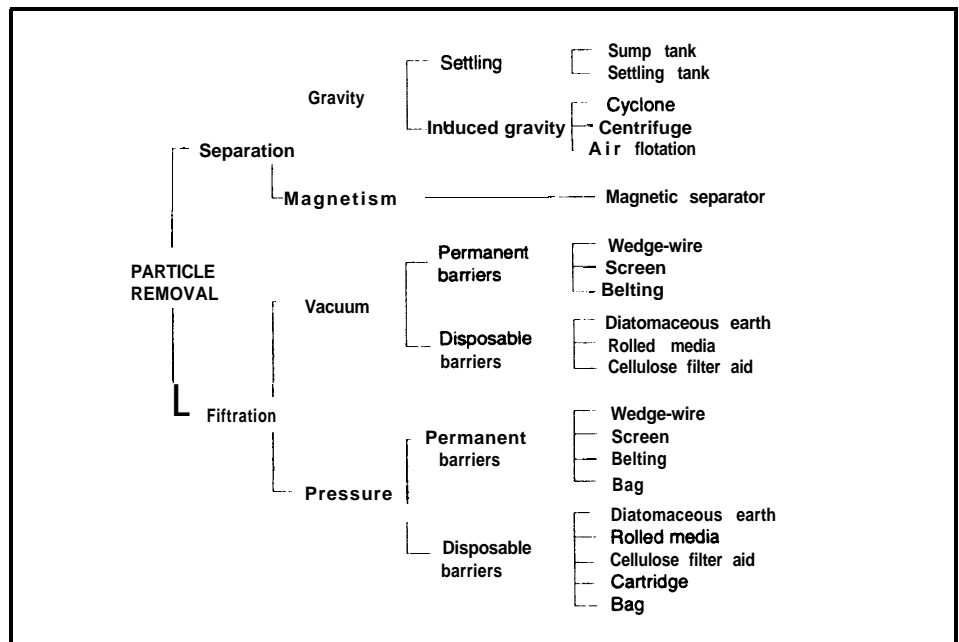 Settling
Sump tank
Settling tank
Gravity
Induced gravity
Cyclone
Centrifuge
Air flotation
Separation
Magnetism
Magnetic separator
PARTICLE
REMOVAL
Vacuum
Permanent
barriers
Wedge-wire
Screen
Belting
Disposable
barriers
Diatomaceous earth
Rolled media
Cellulose filter aid
Fiftration
Pressure
Permanent
barriers
Wedge-wire
Screen
Belting
Bag
Disposable
barriers
Diatomaceous earth
Rolled media
Cellulose filter aid
Cartridge
Bag